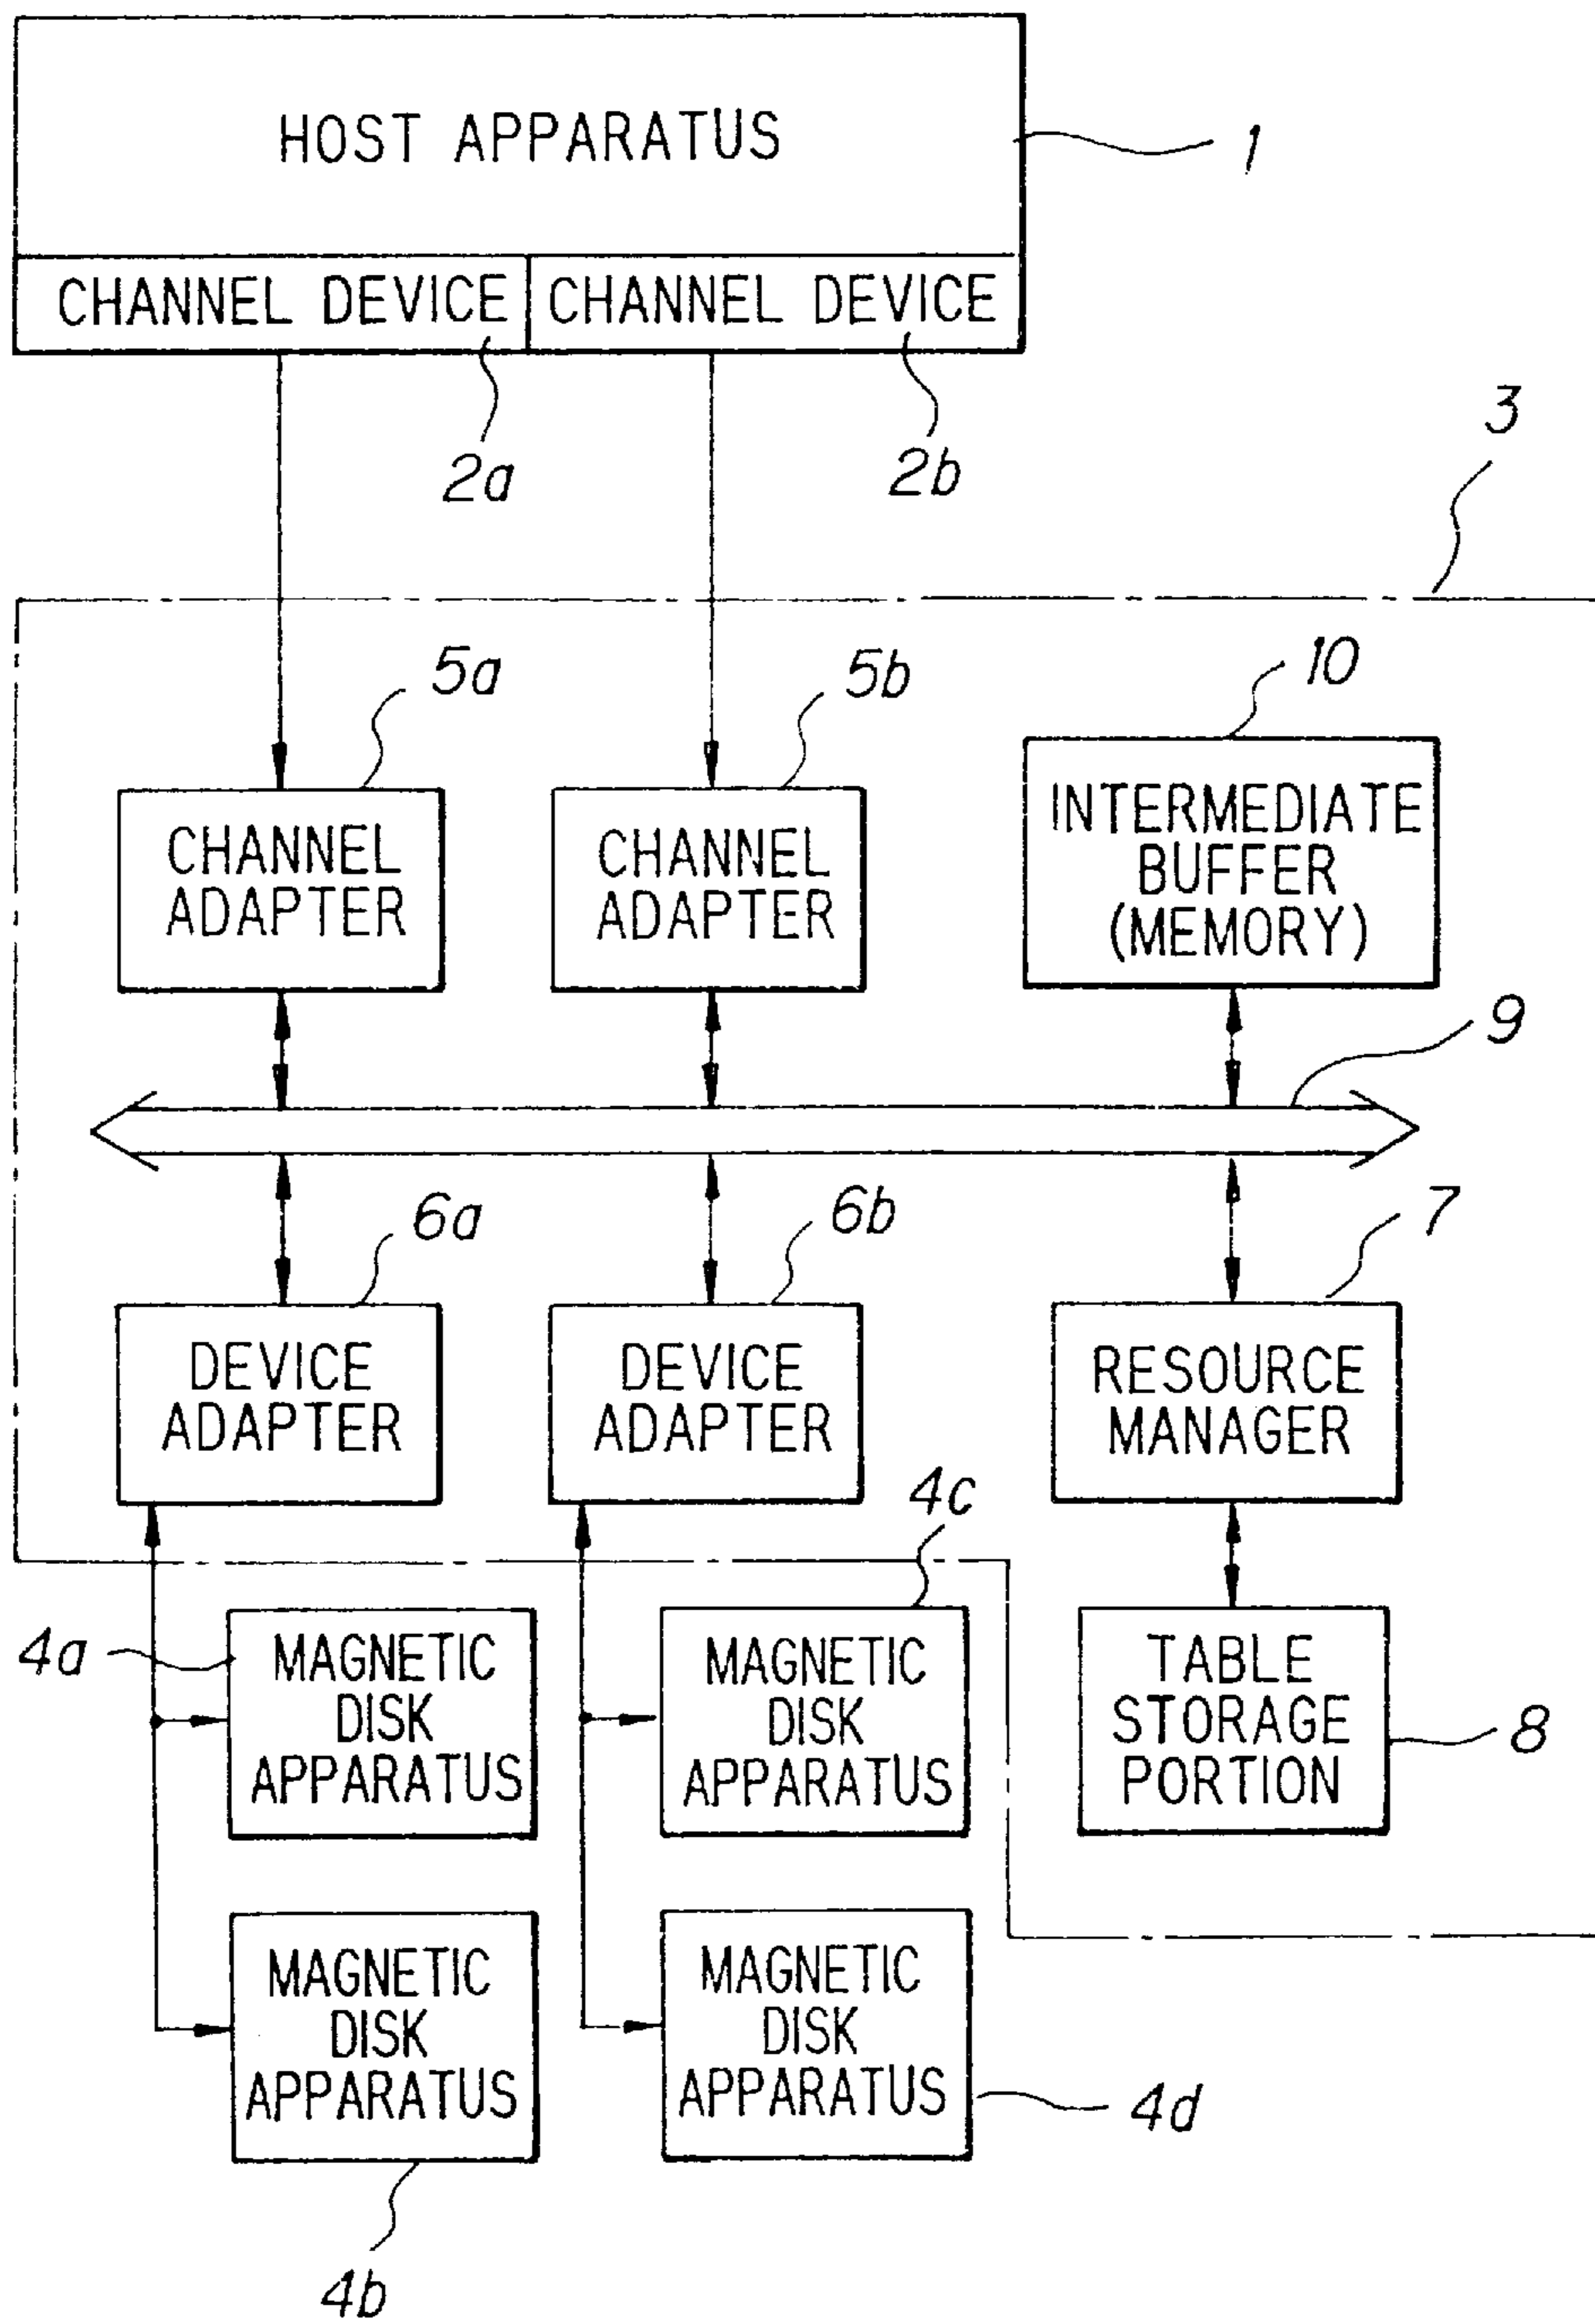 HOST APPARATUS
1
CHANNEL DEVICE
CHANNEL DEVICE
2a
2b
3
5a
5b
10
CHANNEL
ADAPTER
CHANNEL
ADAPTER
INTERMEDIATE
BUFFER
(MEMORY)
9
6a
6b
7
DEVICE
ADAPTER
DEVICE
ADAPTER
RESOURCE
MANAGER
4c
4a
MAGNETIC
DISK
APPARATUS
MAGNETIC
DISK
APPARATUS
TABLE
STORAGE
PORTION
8
MAGNETIC
DISK
APPARATUS
MAGNETIC
DISK
APPARATUS
4d
4b